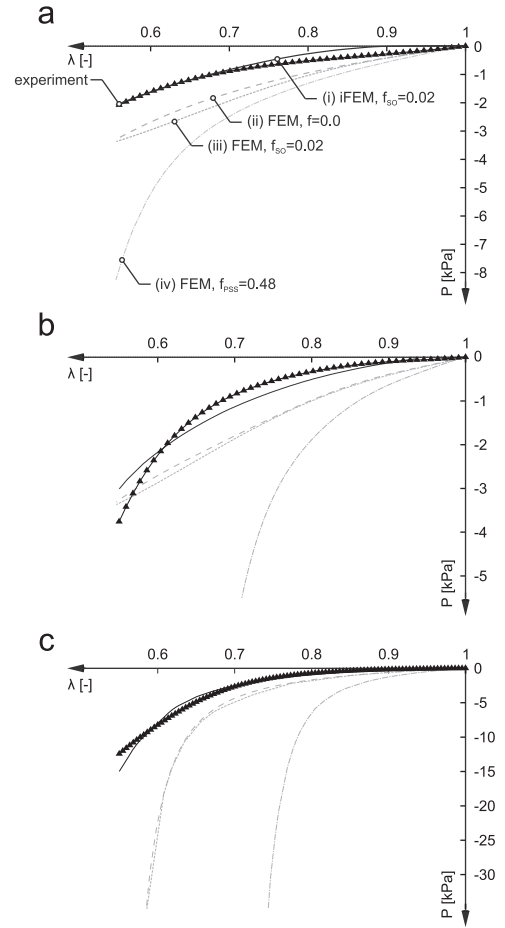 a
λ [-] 0.6 0.7 0.8 0.9 1
0
experiment
-1
(i) iFEM, fSO=0.02
-2
(ii) FEM, f=0.0
-3
(iii) FEM, fSO=0.02
-4
-5
-6
-7
-8
(iv) FEM, fPSS=0.48
P [kPa]
b
0.6 0.7 0.8 0.9 1
λ [-]
0
-1
-2
-3
-4
-5
P [kPa]
c
0.6 0.7 0.8 0.9 1
λ [-]
0
-5
-10
-15
-20
-25
-30
P [kPa]